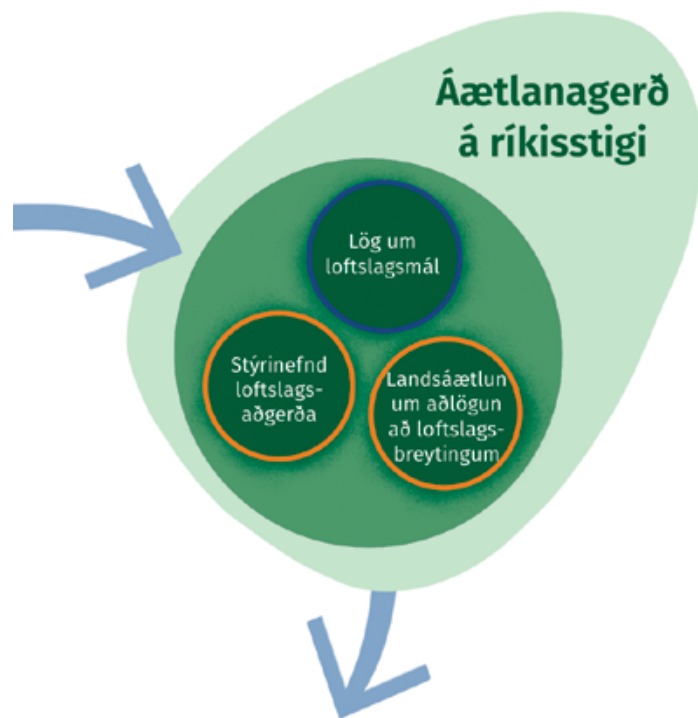 Áætlanagerð
á ríkisstigi
Lög um
loftslagsmál
Stýrinefnd
loftslags-
aðgerða
Landsáætlun
um aðlögun
að loftslags-
breytingum